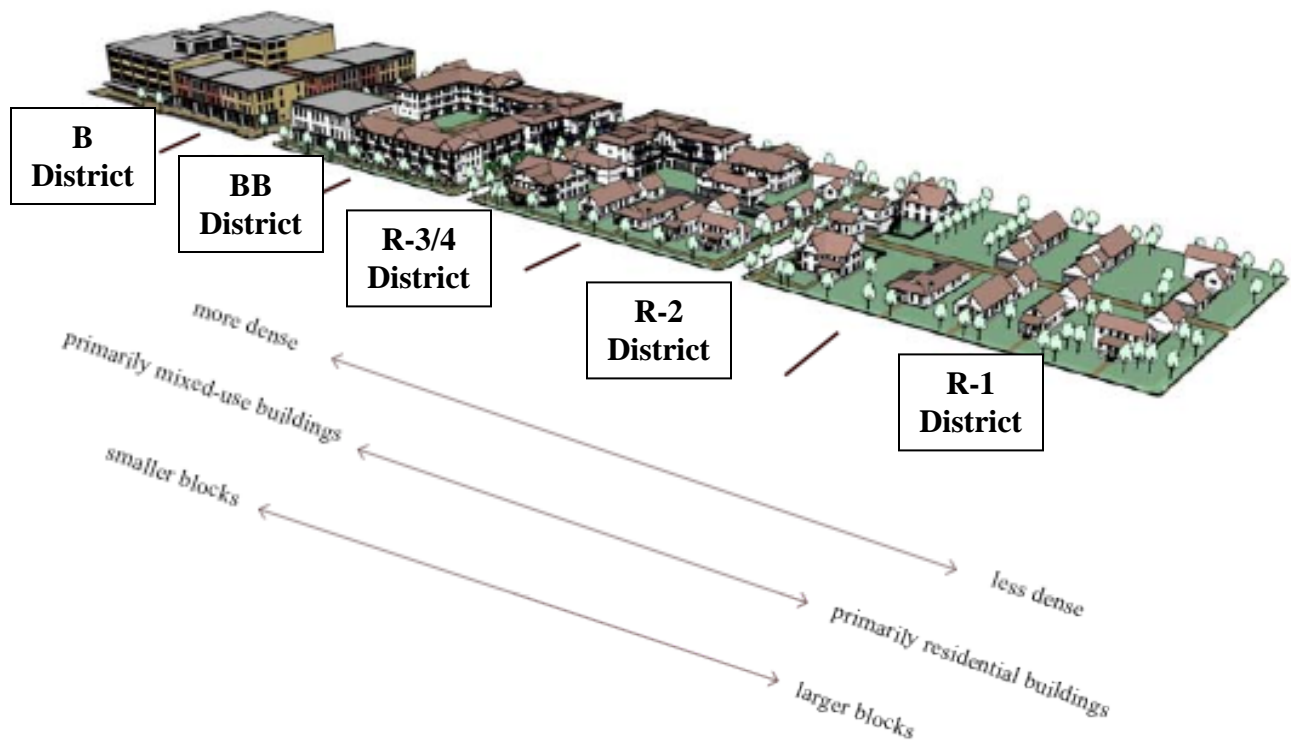 B
District
BB
District
R-3/4
District
R-2
District
R-1
District
more dense
primarily mixed-use buildings
smaller blocks
less dense
primarily residential buildings
larger blocks